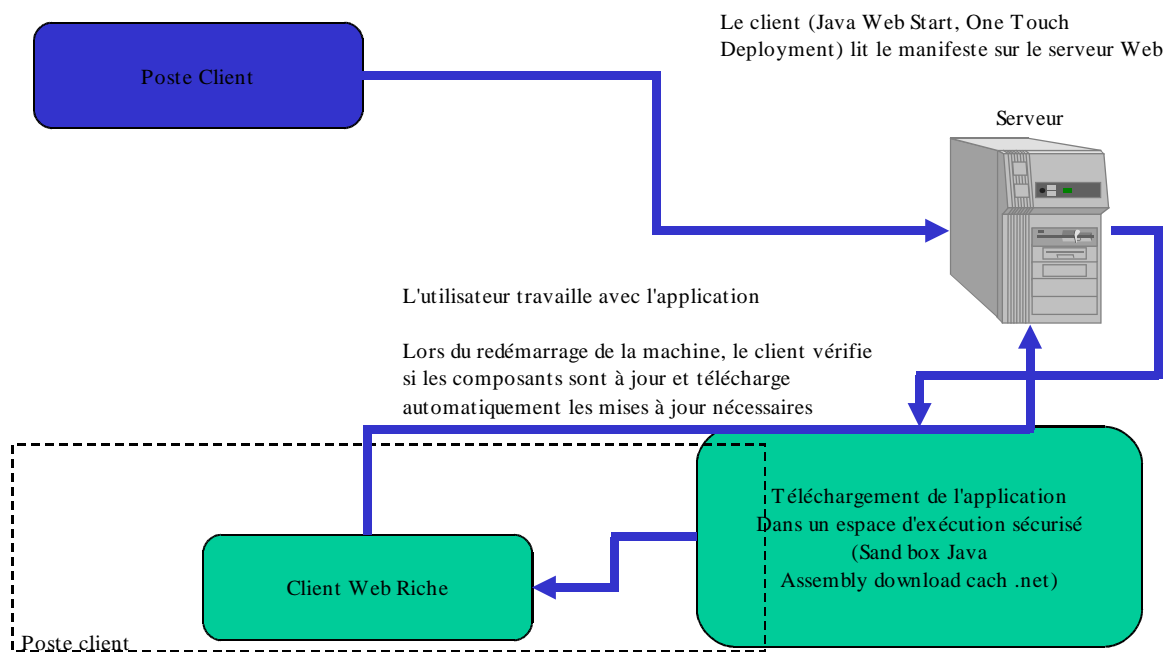 Le client (Java Web Start, One Touch
Deployment) lit le manifeste sur le serveur Web
Poste Client
Serveur
L'utilisateur travaille avec l'application
Lors du redémarrage de la machine, le client vérifie
si les composants sont à jour et télécharge
automatiquement les mises à jour nécessaires
Téléchargement de l'application
Dans un espace d'exécution sécurisé
(Sand box Java
Assembly download cach .net)
Client Web Riche
Poste client